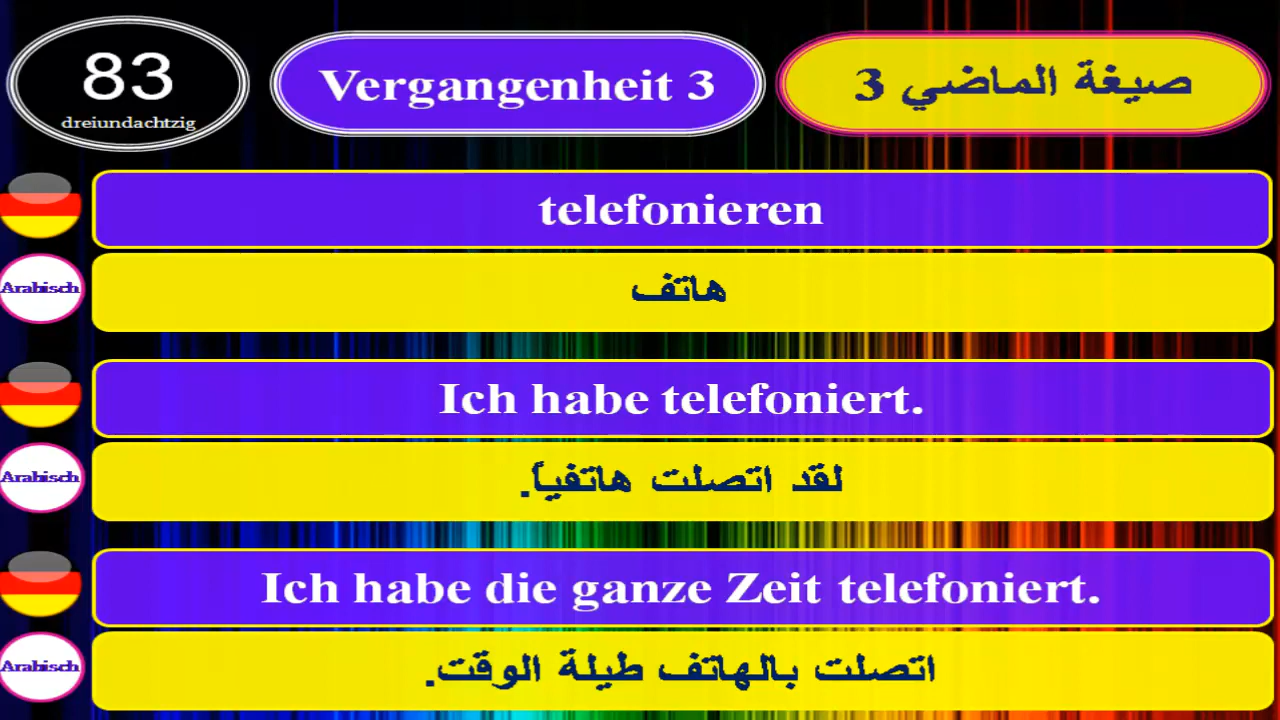 83
dreiundachtzig
Vergangenheit 3
صيغة الماضي 3
telefonieren
Arabisch
هاتف
Ich habe telefoniert.
Arabisch
لقد اتصلت هاتفياً.
Ich habe die ganze Zeit telefoniert.
Arabisch
اتصلت بالهاتف طيلة الوقت.